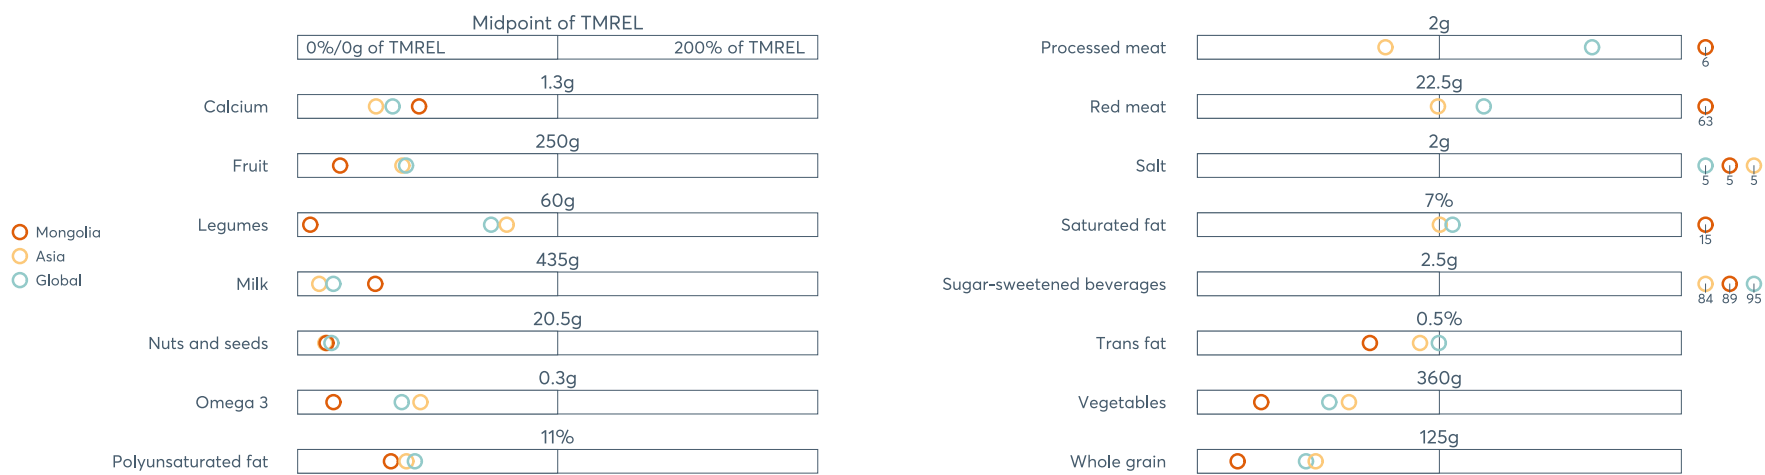 Midpoint of TMREL
0%/0g of TMREL
200% of TMREL
1.3g
Calcium
250g
Fruit
60g
Legumes
435g
Milk
20.5g
Nuts and seeds
0.3g
Omega 3
11%
Polyunsaturated fat
Mongolia
Asia
Global
2g
Processed meat
6
22.5g
Red meat
63
2g
Salt
5 5 5
7%
Saturated fat
15
2.5g
Sugar-sweetened beverages
84 89 95
0.5%
Trans fat
360g
Vegetables
125g
Whole grain